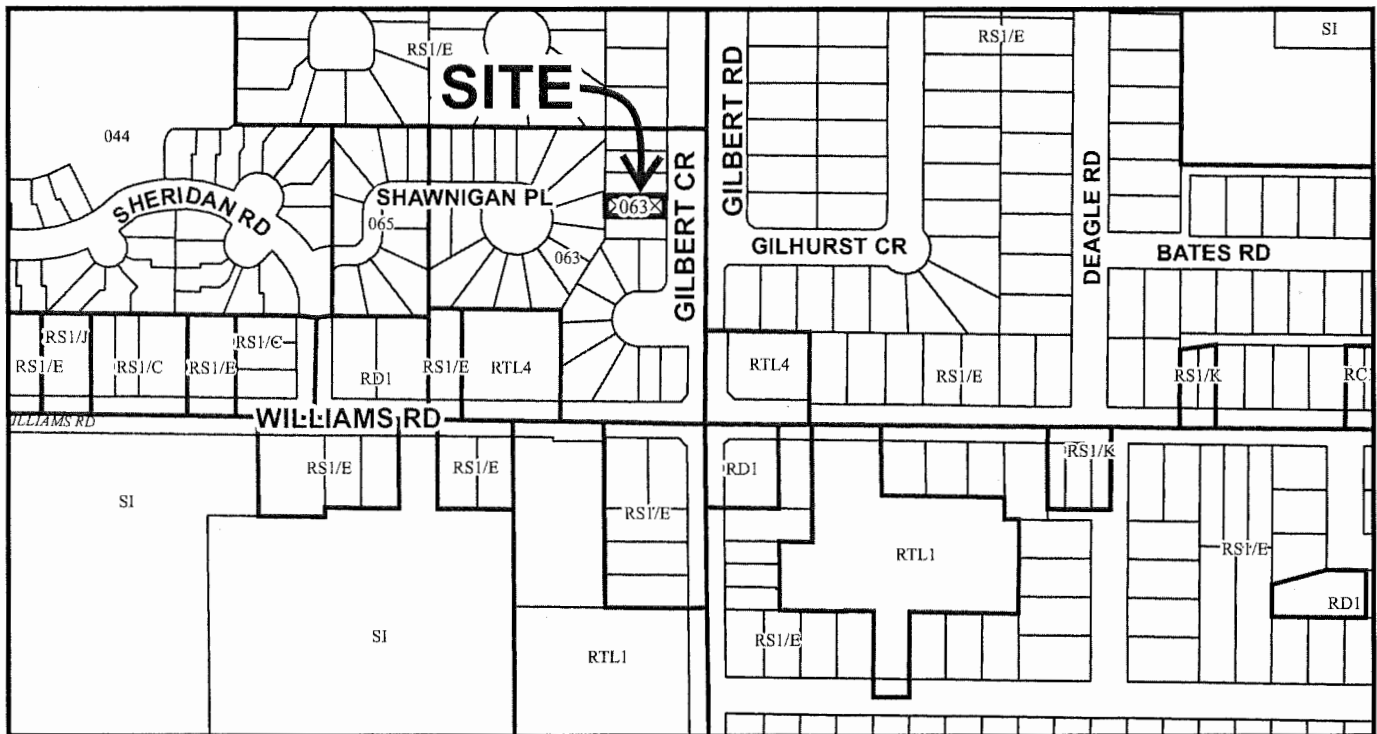 SI
RS1/E
RS1/E
SITE
GILBERT RD
044
GILBERT CR
DEAGLE RD
SHERIDAN RD
SHAWNIGAN PL
063
065
063
GILHURST CR
BATES RD
RS1/J
RS1/C
RS1/E
RS1/C
RS1/E
RD1
RS1/E
RTL4
RTL4
RS1/E
RS1/K
RC
WILLIAMS RD
ILLIAMS RD
RS1/E
RS1/E
RD1
RS1/K
SI
RS1/E
RTL1
RS1/E
RD1
SI
RTL1
RS1/E